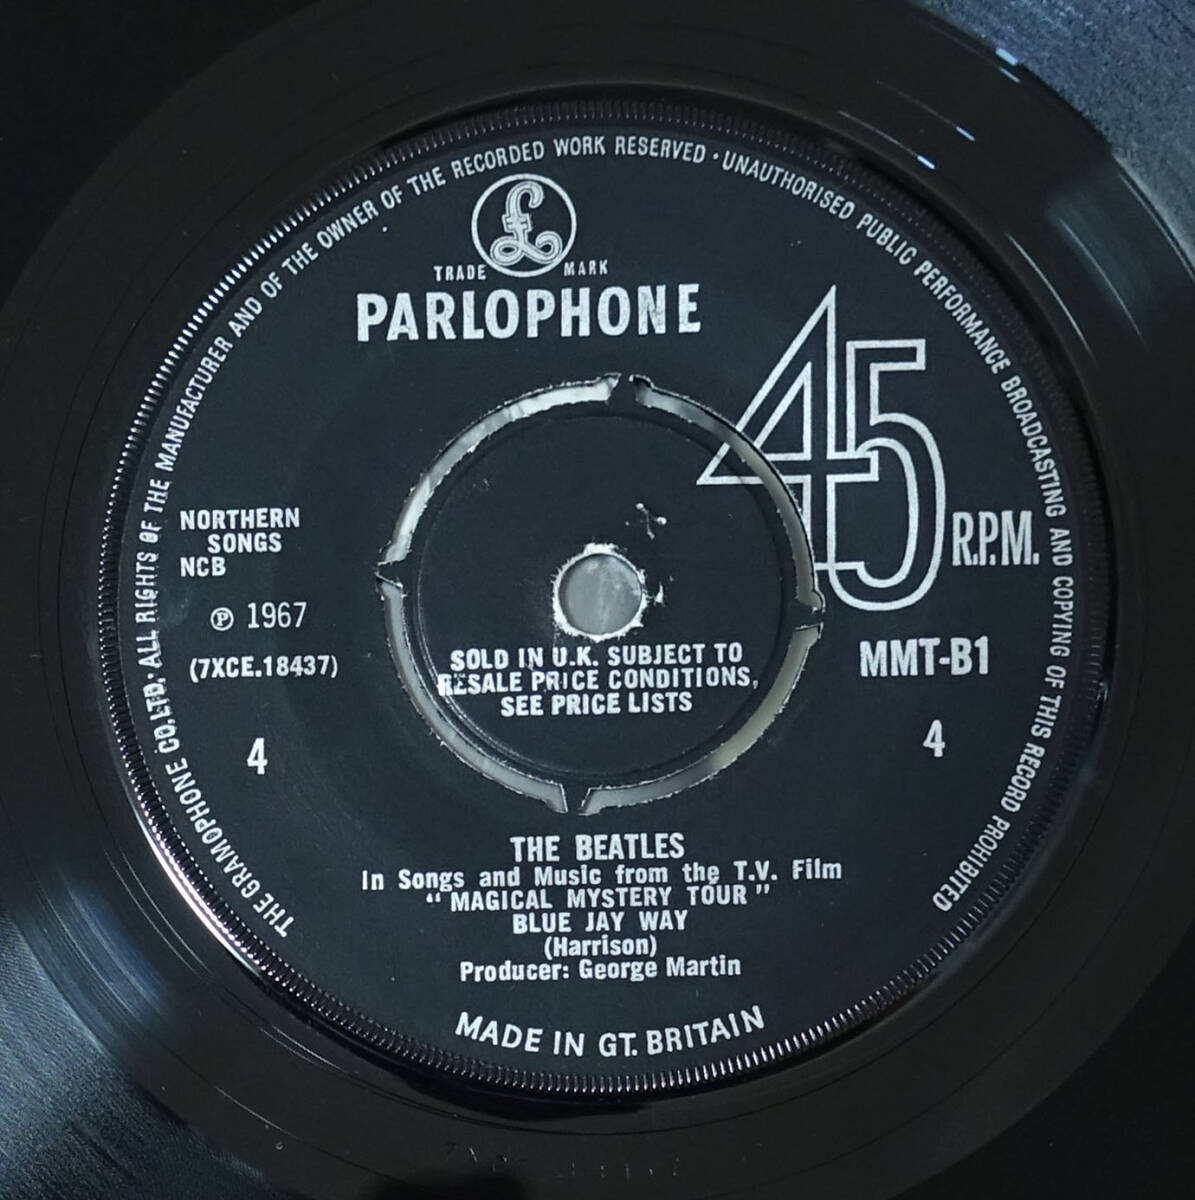 THE GRAMOPHONE CO. LTD. ALL RIGHTS OF THE MANUFACTURER AND OF THE OWNER OF THE RECORDED WORK RESERVED · UNAUTHORISED PUBLIC PERFORMANCE BROADCASTING AND COPYING OF THIS RECORD PROHIBITED
£
TRADE MARK
PARLOPHONE
45 R.P.M.
NORTHERN
SONGS
NCB
℗ 1967
(7XCE.18437)
4
SOLD IN U.K. SUBJECT TO
RESALE PRICE CONDITIONS,
SEE PRICE LISTS
MMT-B1
4
THE BEATLES
In Songs and Music from the T.V. Film
"MAGICAL MYSTERY TOUR"
BLUE JAY WAY
(Harrison)
Producer: George Martin
MADE IN GT. BRITAIN